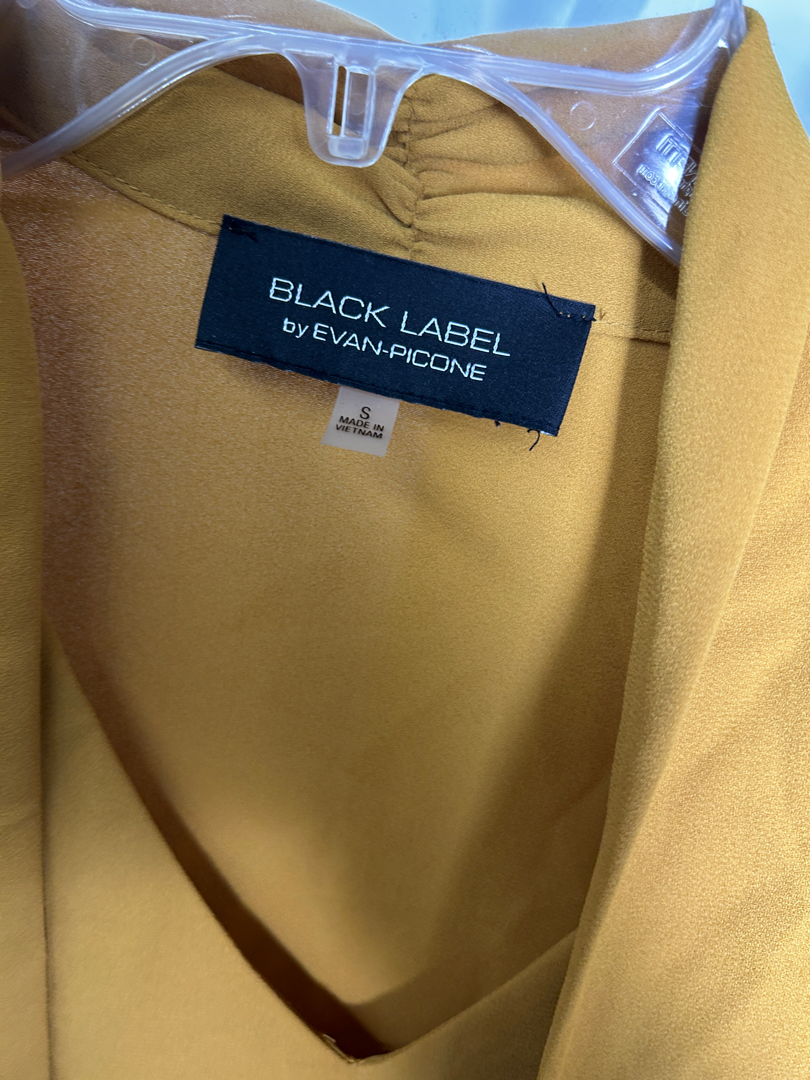 BLACK LABEL
by EVAN-PICONE
S
MADE IN
VIETNAM